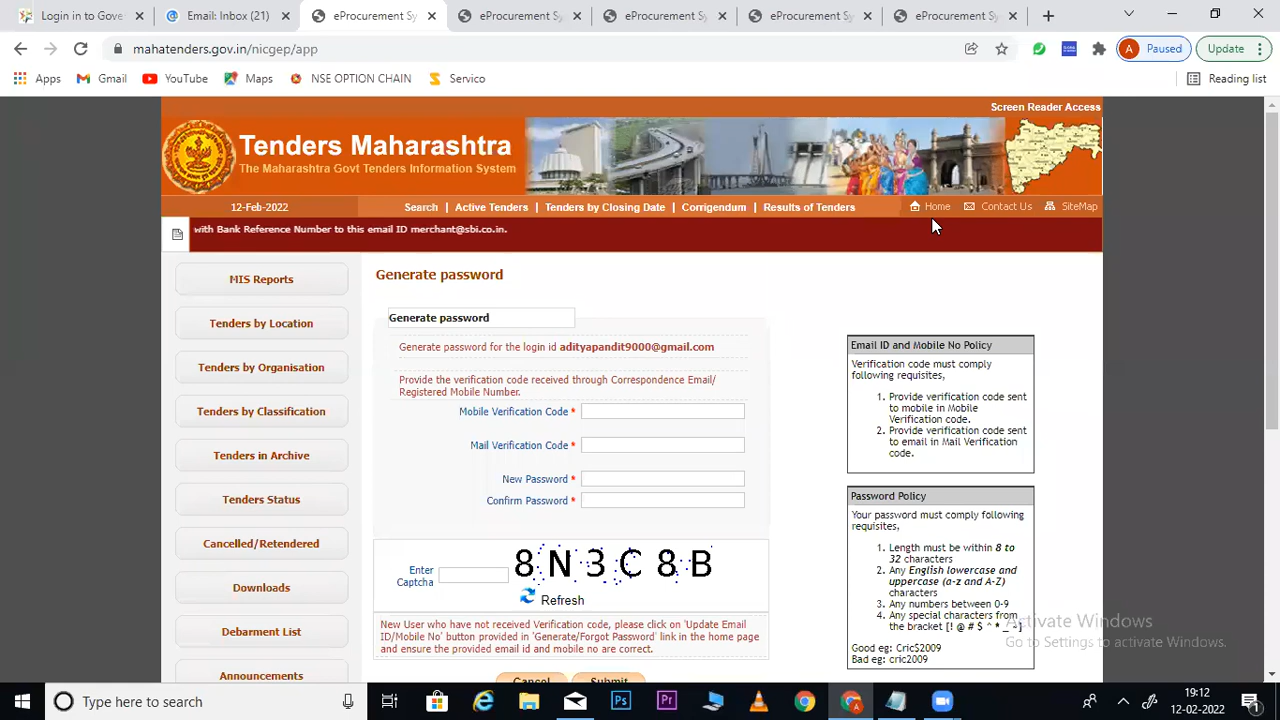 Login in to Gove
Email: Inbox (21)
eProcurement Sy
eProcurement Sy
eProcurement Sy
eProcurement Sy
eProcurement Sy
mahatenders.gov.in/nicgep/app
A Paused
Update
Apps
Gmail
YouTube
Maps
NSE OPTION CHAIN
Servico
Reading list
Screen Reader Access
Tenders Maharashtra
The Maharashtra Govt Tenders Information System
12-Feb-2022
Search | Active Tenders | Tenders by Closing Date | Corrigendum | Results of Tenders
Home
Contact Us
SiteMap
with Bank Reference Number to this email ID merchant@sbi.co.in.
MIS Reports
Tenders by Location
Tenders by Organisation
Tenders by Classification
Tenders in Archive
Tenders Status
Cancelled/Retendered
Downloads
Debarment List
Announcements
Generate password
Generate password
Generate password for the login id adityapandit9000@gmail.com
Provide the verification code received through Correspondence Email/
Registered Mobile Number.
Mobile Verification Code *
Mail Verification Code *
New Password *
Confirm Password *
Enter
Captcha
8 N 3 C 8 B
Refresh
New User who have not received Verification code, please click on 'Update Email
ID/Mobile No' button provided in 'Generate/Forgot Password' link in the home page
and ensure the provided email id and mobile no are correct.
Cancel
Submit
Email ID and Mobile No Policy
Verification code must comply
following requisites,
1. Provide verification code sent
to mobile in Mobile
Verification code.
2. Provide verification code sent
to email in Mail Verification
code.
Password Policy
Your password must comply following
requisites,
1. Length must be within 8 to
32 characters
2. Any English lowercase and
uppercase (a-z and A-Z)
characters
3. Any numbers between 0-9
4. Any special characters from
the bracket [! @ # $ ^ * _ ~]
Good eg: Cric$2009
Bad eg: cric2009
Activate Windows
Go to Settings to activate Windows.
Type here to search
19:12
12-02-2022
1